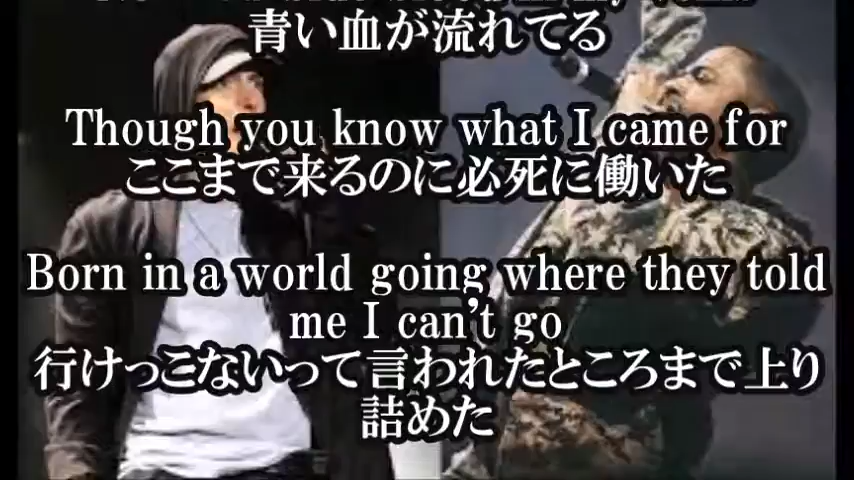 青い血が流れてる
Though you know what I came for
ここまで来るのに必死に働いた
Born in a world going where they told
me I can't go
行けっこないって言われたところまで上り
詰めた